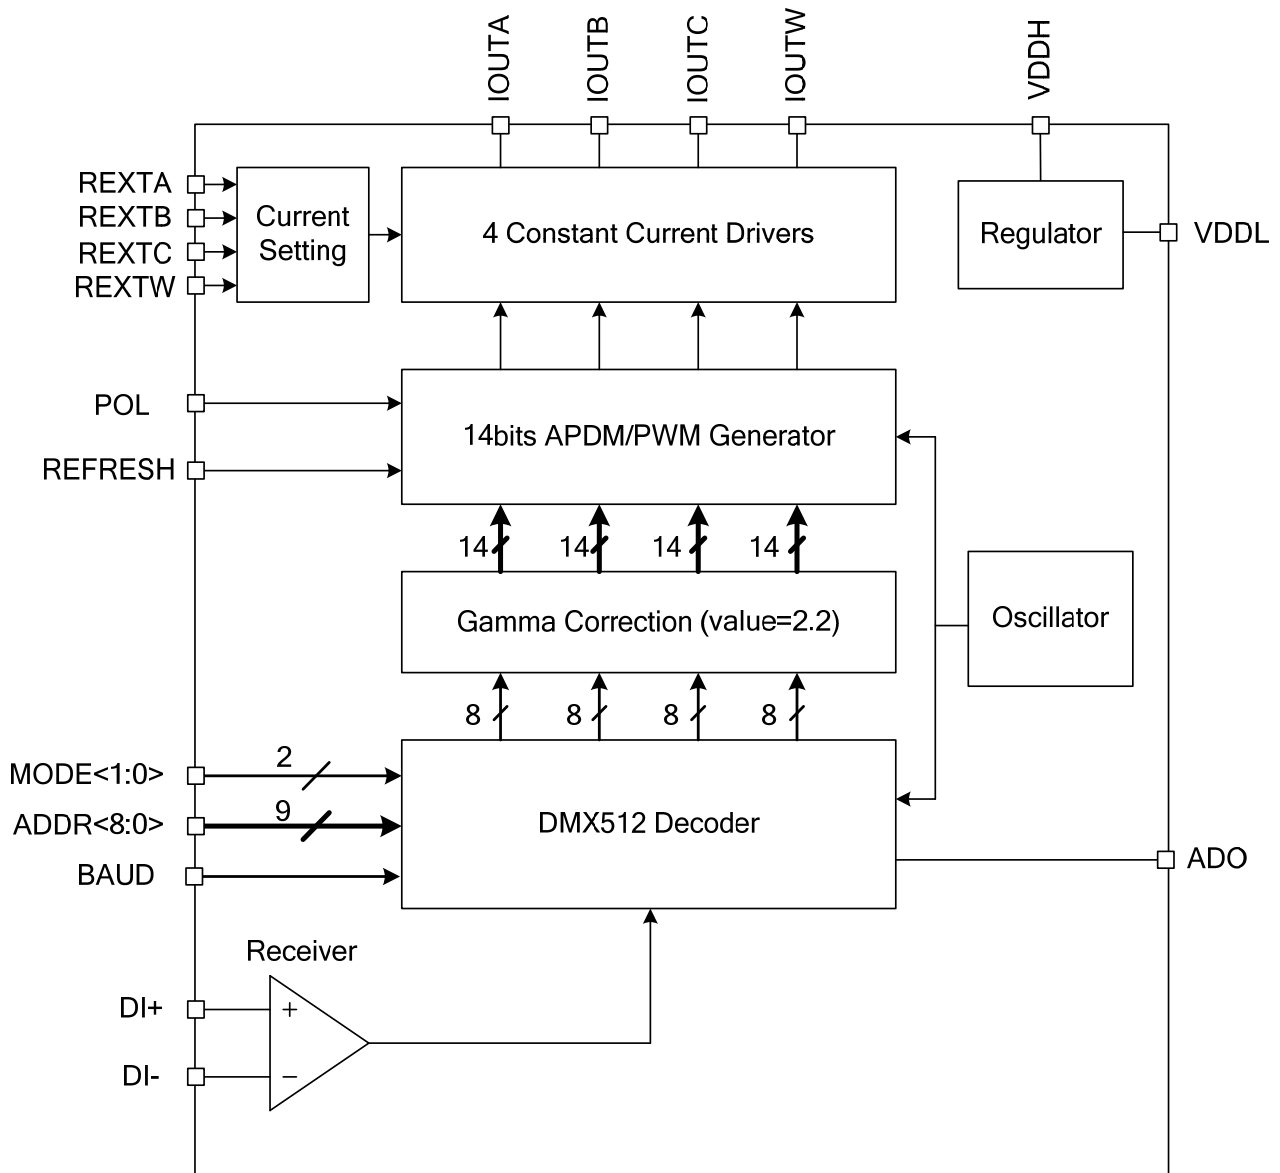 IOUTA
IOUTB
IOUTC
IOUTW
VDDH
REXTA
REXTB
REXTC
REXTW
Current
Setting
4 Constant Current Drivers
Regulator
VDDL
POL
REFRESH
14bits APDM/PWM Generator
14
14
14
14
Gamma Correction (value=2.2)
Oscillator
8
8
8
8
MODE<1:0>
2
ADDR<8:0>
9
BAUD
DMX512 Decoder
ADO
Receiver
DI+
+
DI-
−